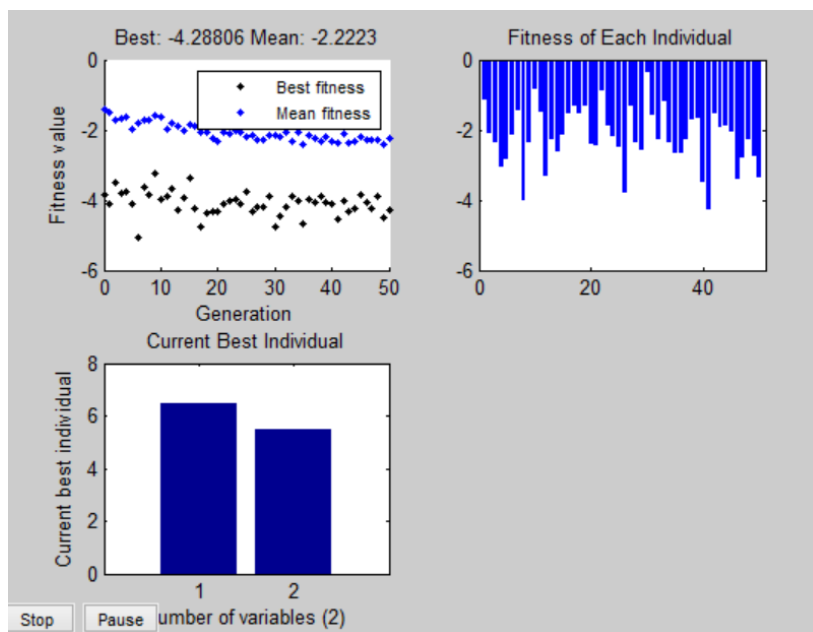 Best: -4.28806 Mean: -2.2223
Best fitness
Mean fitness
Fitness value
0
-2
-4
-6
0 10 20 30 40 50
Generation
Fitness of Each Individual
0
-2
-4
-6
0 20 40
Current Best Individual
Current best individual
8
6
4
2
0
1 2
umber of variables (2)
Stop
Pause